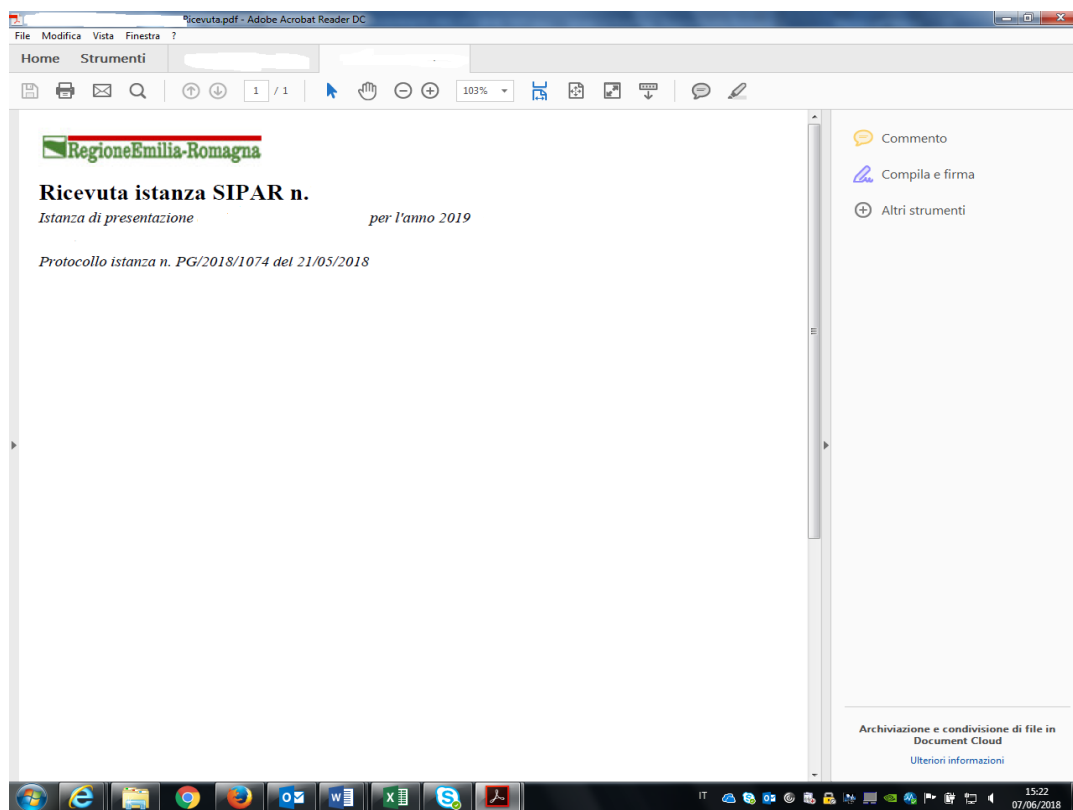 Ricevuta.pdf - Adobe Acrobat Reader DC
File Modifica Vista Finestra ?
Home Strumenti
1 / 1 103%
RegioneEmilia-Romagna
Ricevuta istanza SIPAR n.
Istanza di presentazione per l'anno 2019
Protocollo istanza n. PG/2018/1074 del 21/05/2018
Commento
Compila e firma
Altri strumenti
Archiviazione e condivisione di file in
Document Cloud
Ulteriori informazioni
IT
15:22
07/06/2018